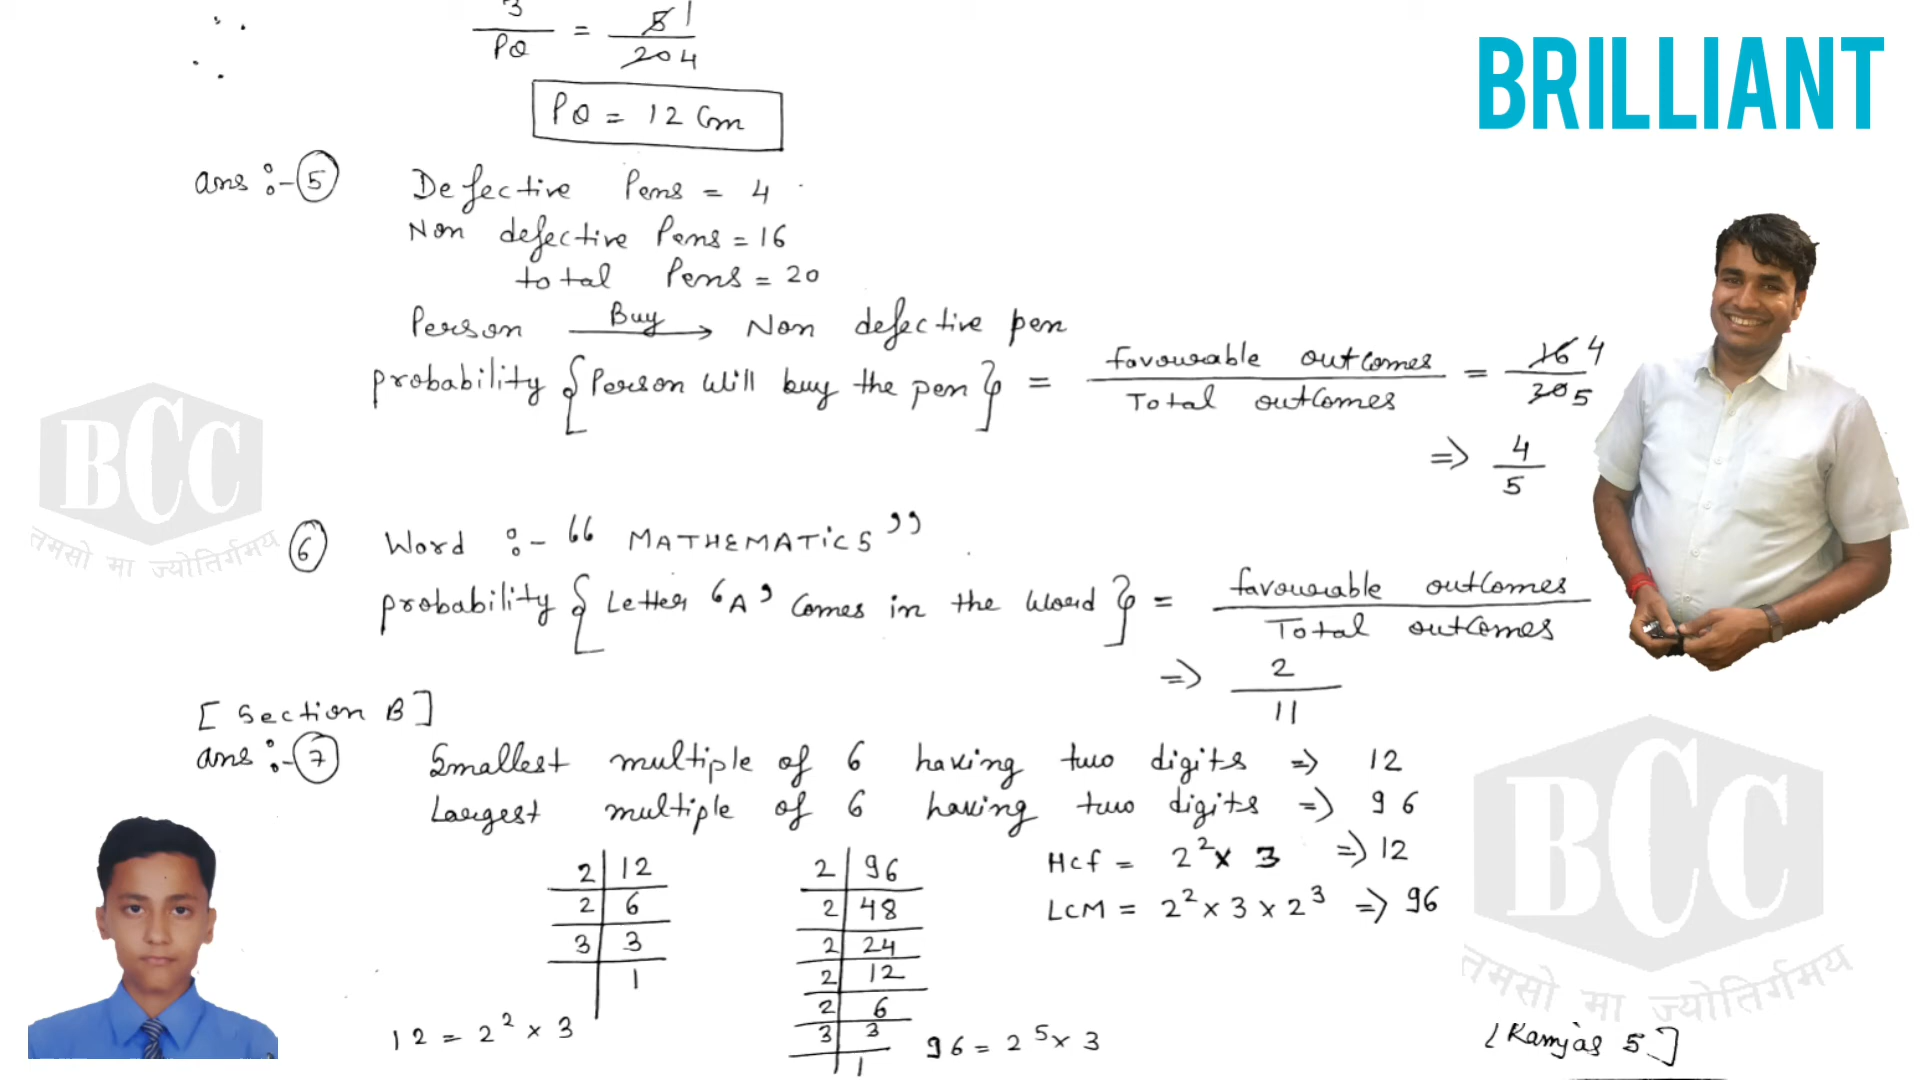 3/PQ = 5 1/20 4
BRILLIANT
PQ = 12 Cm
ans :- 5 Defective Pens = 4
Non defective Pens = 16
total Pens = 20
Person Buy → Non defective pen
probability { Person will buy the pen } = favourable outcomes / Total outcomes = 16 4 / 20 5
=> 4/5
BCC
तमसो मा ज्योतिर्गमय
6 Word :- "MATHEMATiCS"
probability { Letter 'A' Comes in the word } = favourable outcomes / Total outcomes
=> 2/11
[Section B]
ans :- 7 Smallest multiple of 6 having two digits => 12
Largest multiple of 6 having two digits => 96
2 | 12
2 | 6
3 | 3
1
12 = 2² × 3
2 | 96
2 | 48
2 | 24
2 | 12
2 | 6
3 | 3
1
96 = 2⁵ × 3
Hcf = 2² × 3 => 12
LCM = 2² × 3 × 2³ => 96
BCC
तमसो मा ज्योतिर्गमय
[Ramjas 5]